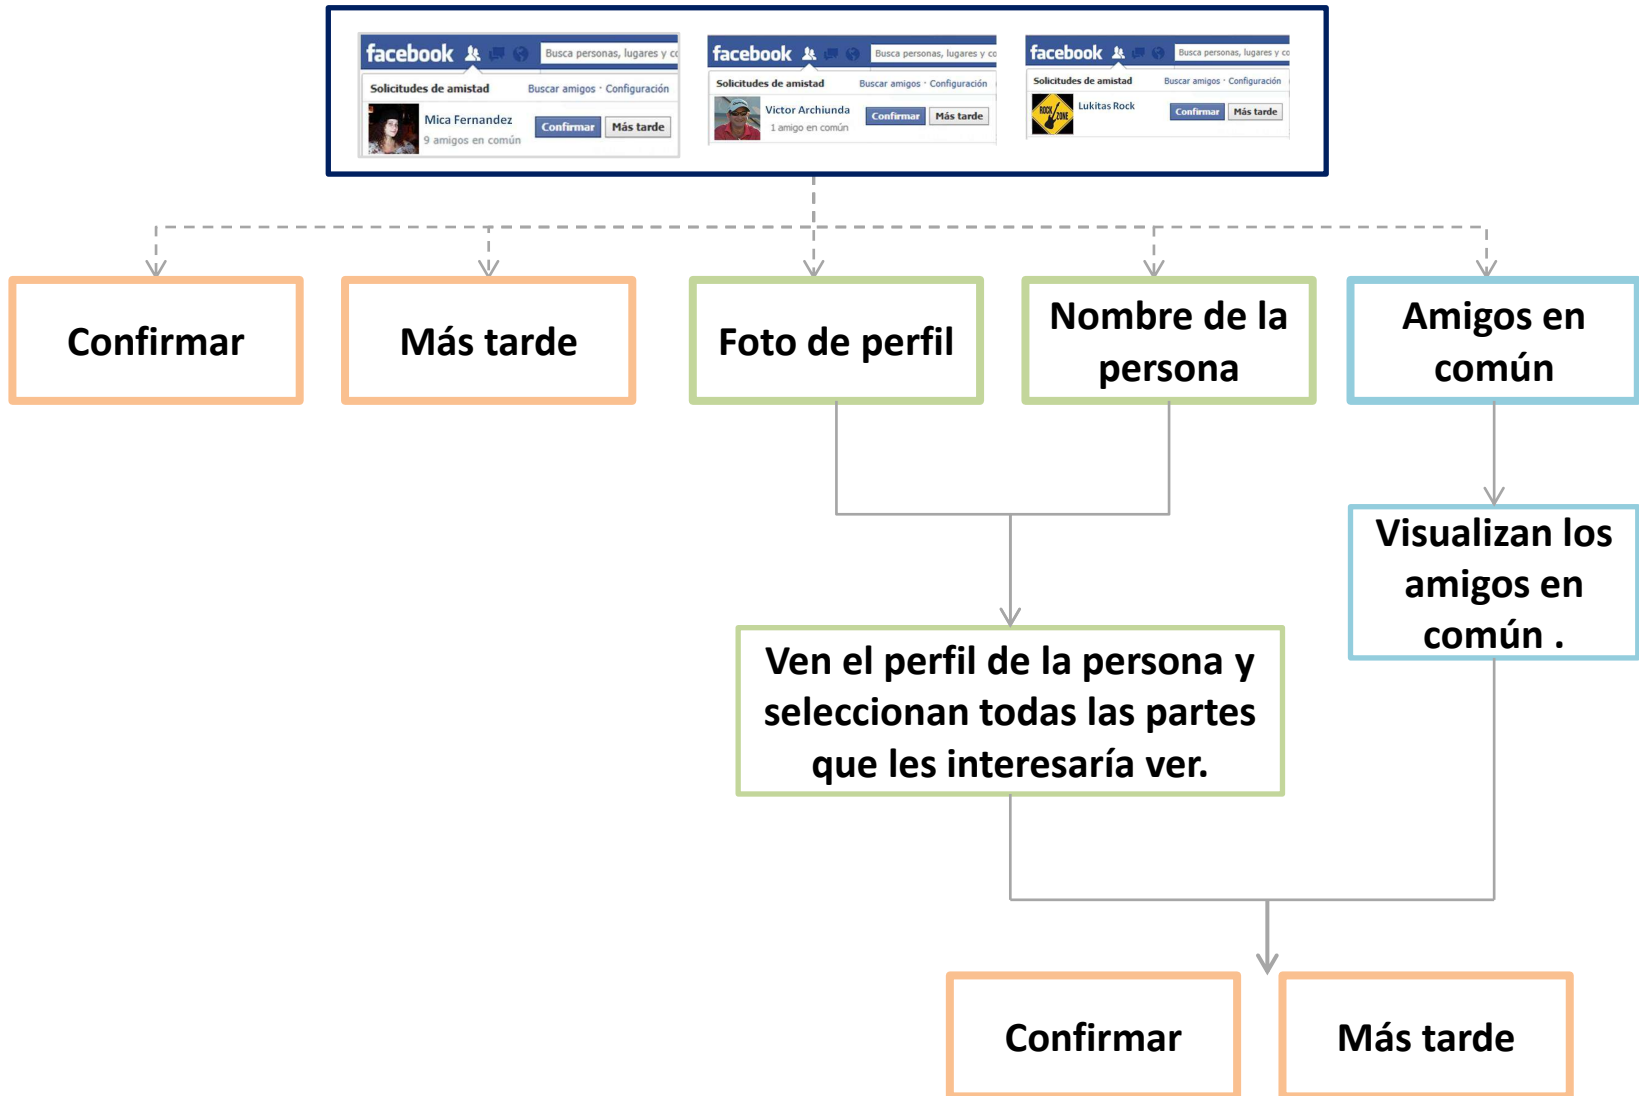 facebook
Busca personas, lugares y co
Solicitudes de amistad
Buscar amigos · Configuración
Mica Fernandez
9 amigos en común
Confirmar
Más tarde
facebook
Busca personas, lugares y co
Solicitudes de amistad
Buscar amigos · Configuración
Victor Archiunda
1 amigo en común
Confirmar
Más tarde
facebook
Busca personas, lugares y co
Solicitudes de amistad
Buscar amigos · Configuración
ROCK
ZONE
Lukitas Rock
Confirmar
Más tarde
Confirmar
Más tarde
Foto de perfil
Nombre de la
persona
Amigos en
común
Visualizan los
amigos en
común .
Ven el perfil de la persona y
seleccionan todas las partes
que les interesaría ver.
Confirmar
Más tarde